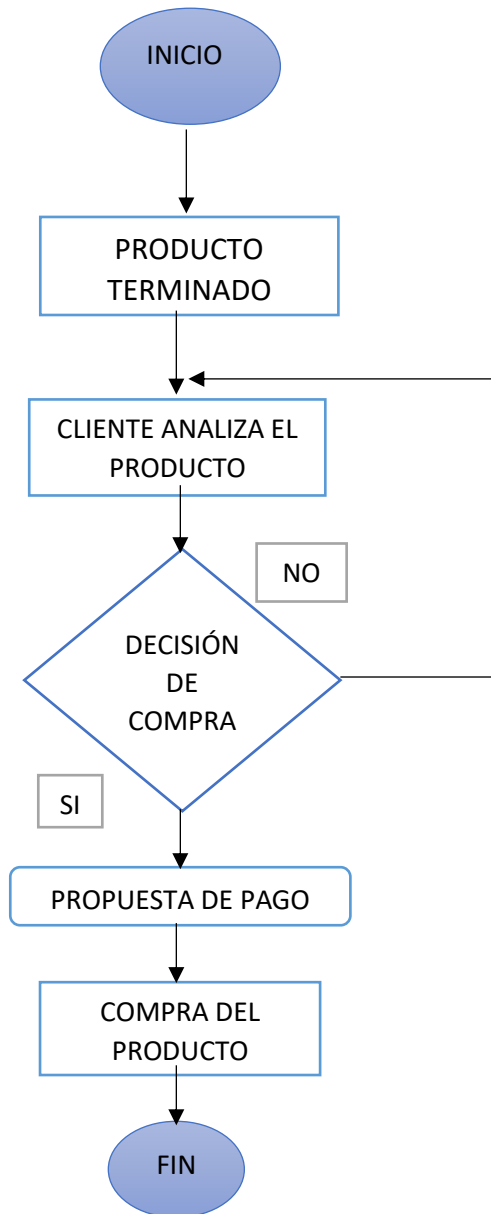 INICIO
PRODUCTO
TERMINADO
CLIENTE ANALIZA EL
PRODUCTO
NO
DECISIÓN
DE
COMPRA
SI
PROPUESTA DE PAGO
COMPRA DEL
PRODUCTO
FIN